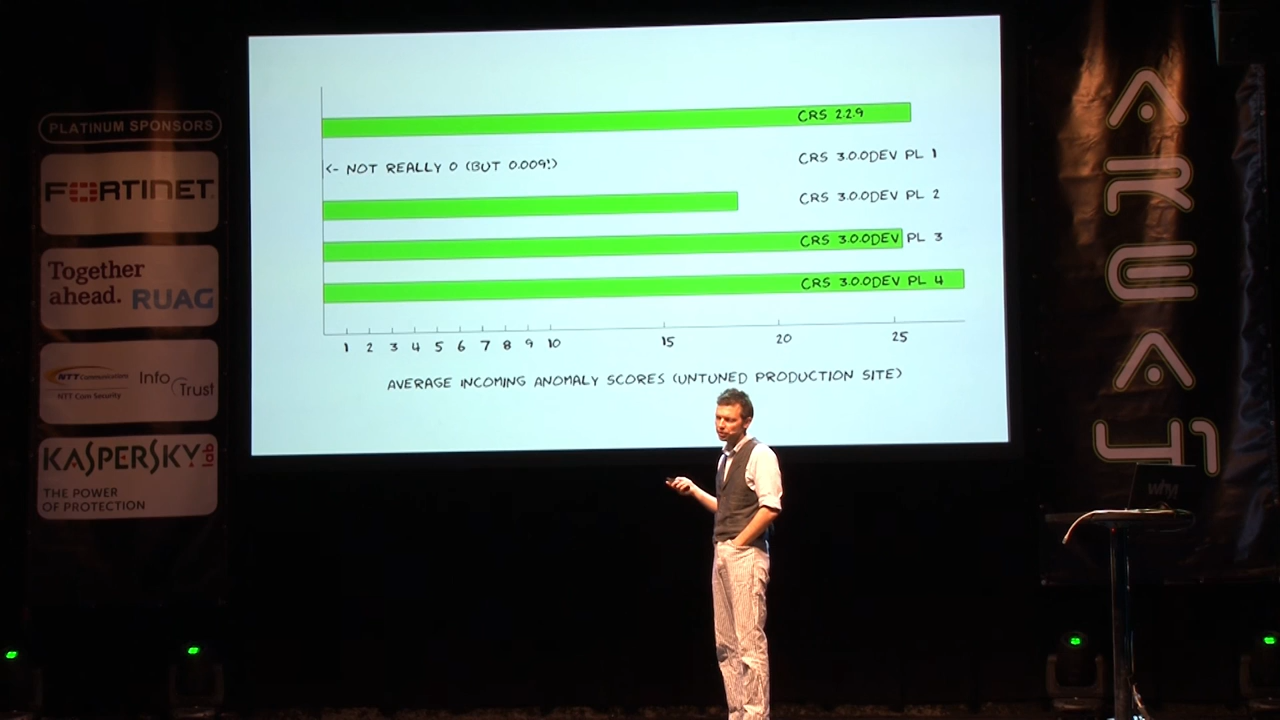 PLATINUM SPONSORS
FORTINET
Together
ahead. RUAG
NTT Communications
NTT Com Security
Info
Trust
KASPERSKY lab
THE POWER
OF PROTECTION
CRS 2.2.9
<- NOT REALLY 0 (BUT 0.009!)
CRS 3.0.0DEV PL 1
CRS 3.0.0DEV PL 2
CRS 3.0.0DEV PL 3
CRS 3.0.0DEV PL 4
1 2 3 4 5 6 7 8 9 10 15 20 25
AVERAGE INCOMING ANOMALY SCORES (UNTUNED PRODUCTION SITE)
AREA41
why!